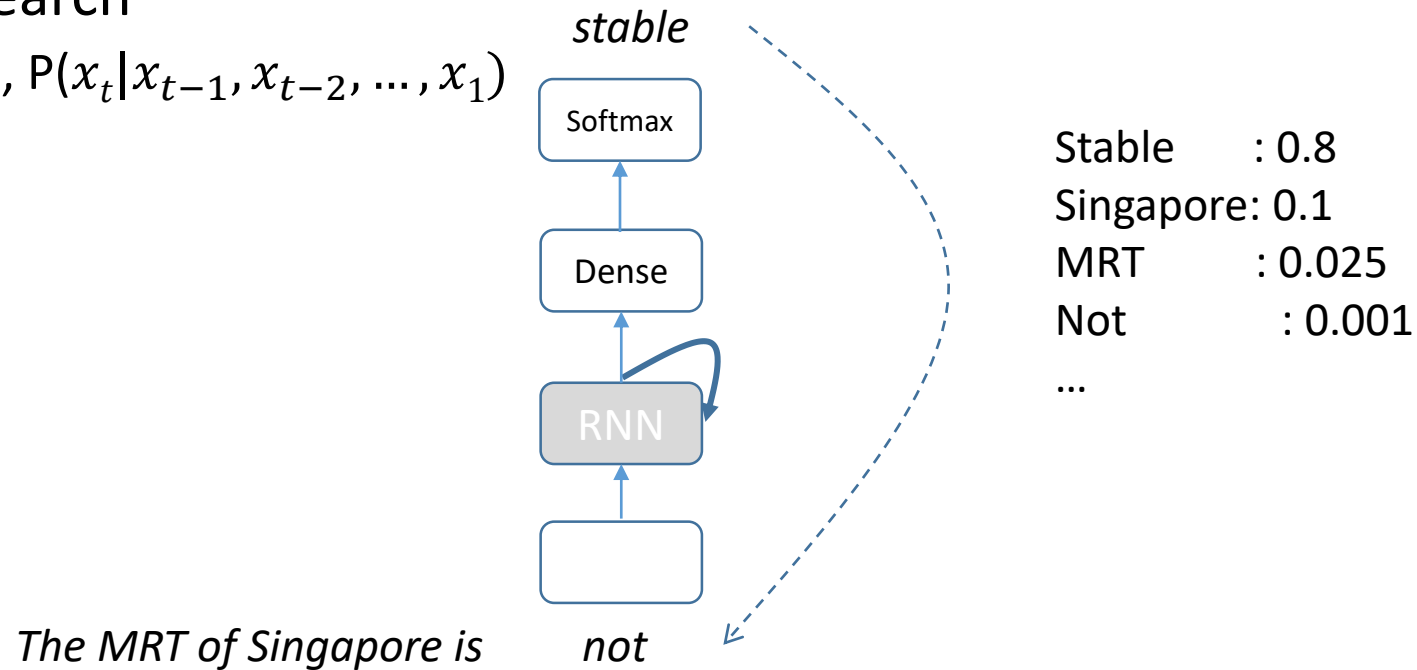 stable
, P(x_t|x_{t−1}, x_{t−2}, … , x_1)
Softmax
Dense
RNN
The MRT of Singapore is not
Stable : 0.8
Singapore: 0.1
MRT : 0.025
Not : 0.001
…